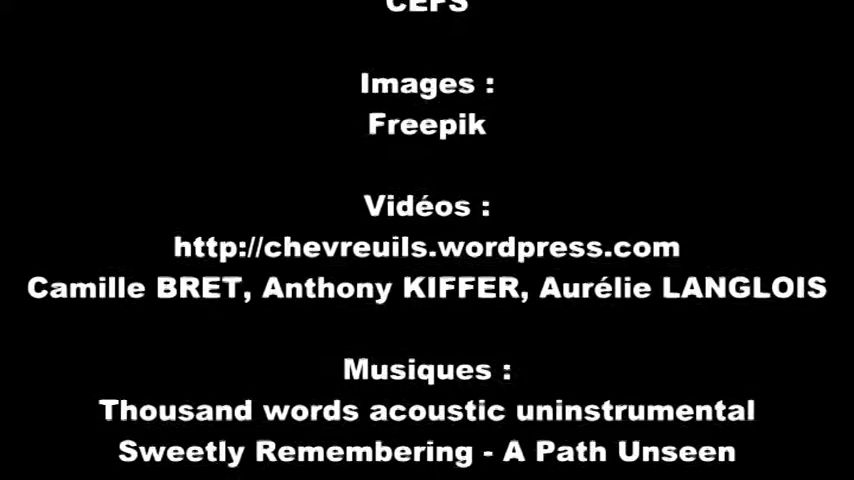 CEFS
Images :
Freepik
Vidéos :
http://chevreuils.wordpress.com
Camille BRET, Anthony KIFFER, Aurélie LANGLOIS
Musiques :
Thousand words acoustic uninstrumental
Sweetly Remembering - A Path Unseen